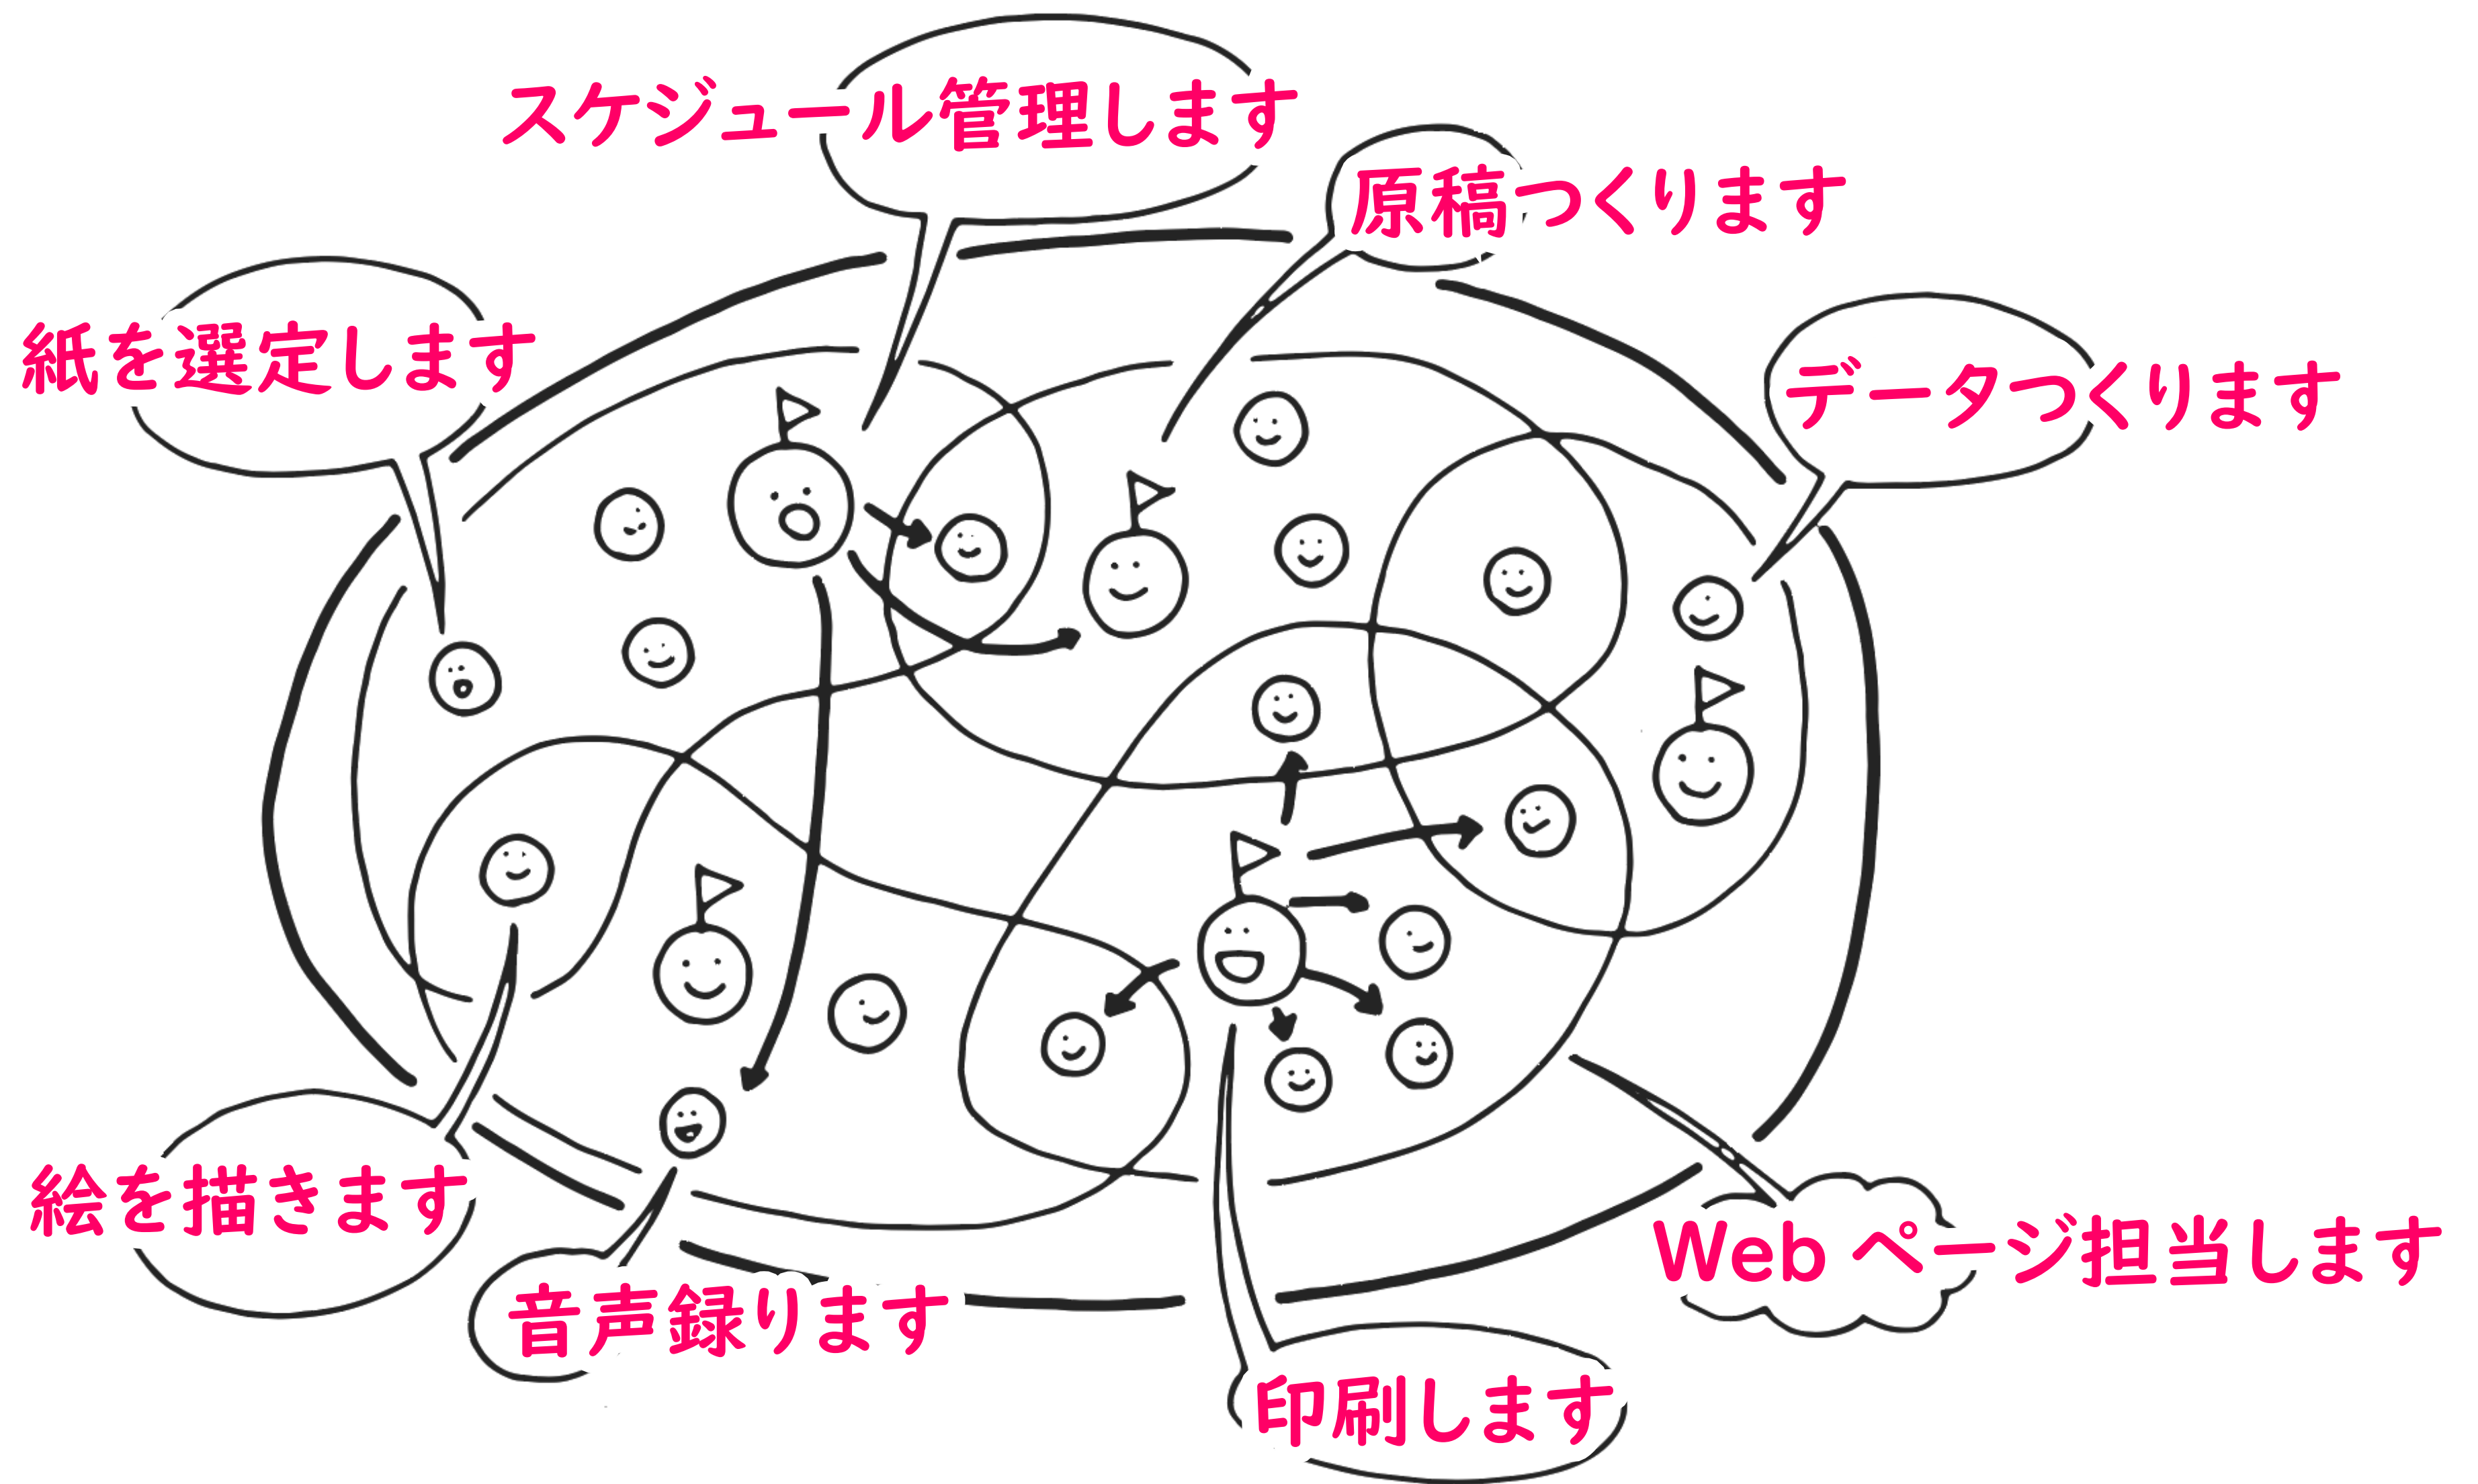 スケジュール管理します
原稿つくります
紙を選定します
データつくります
絵を描きます
Webページ担当します
音声録ります
印刷します